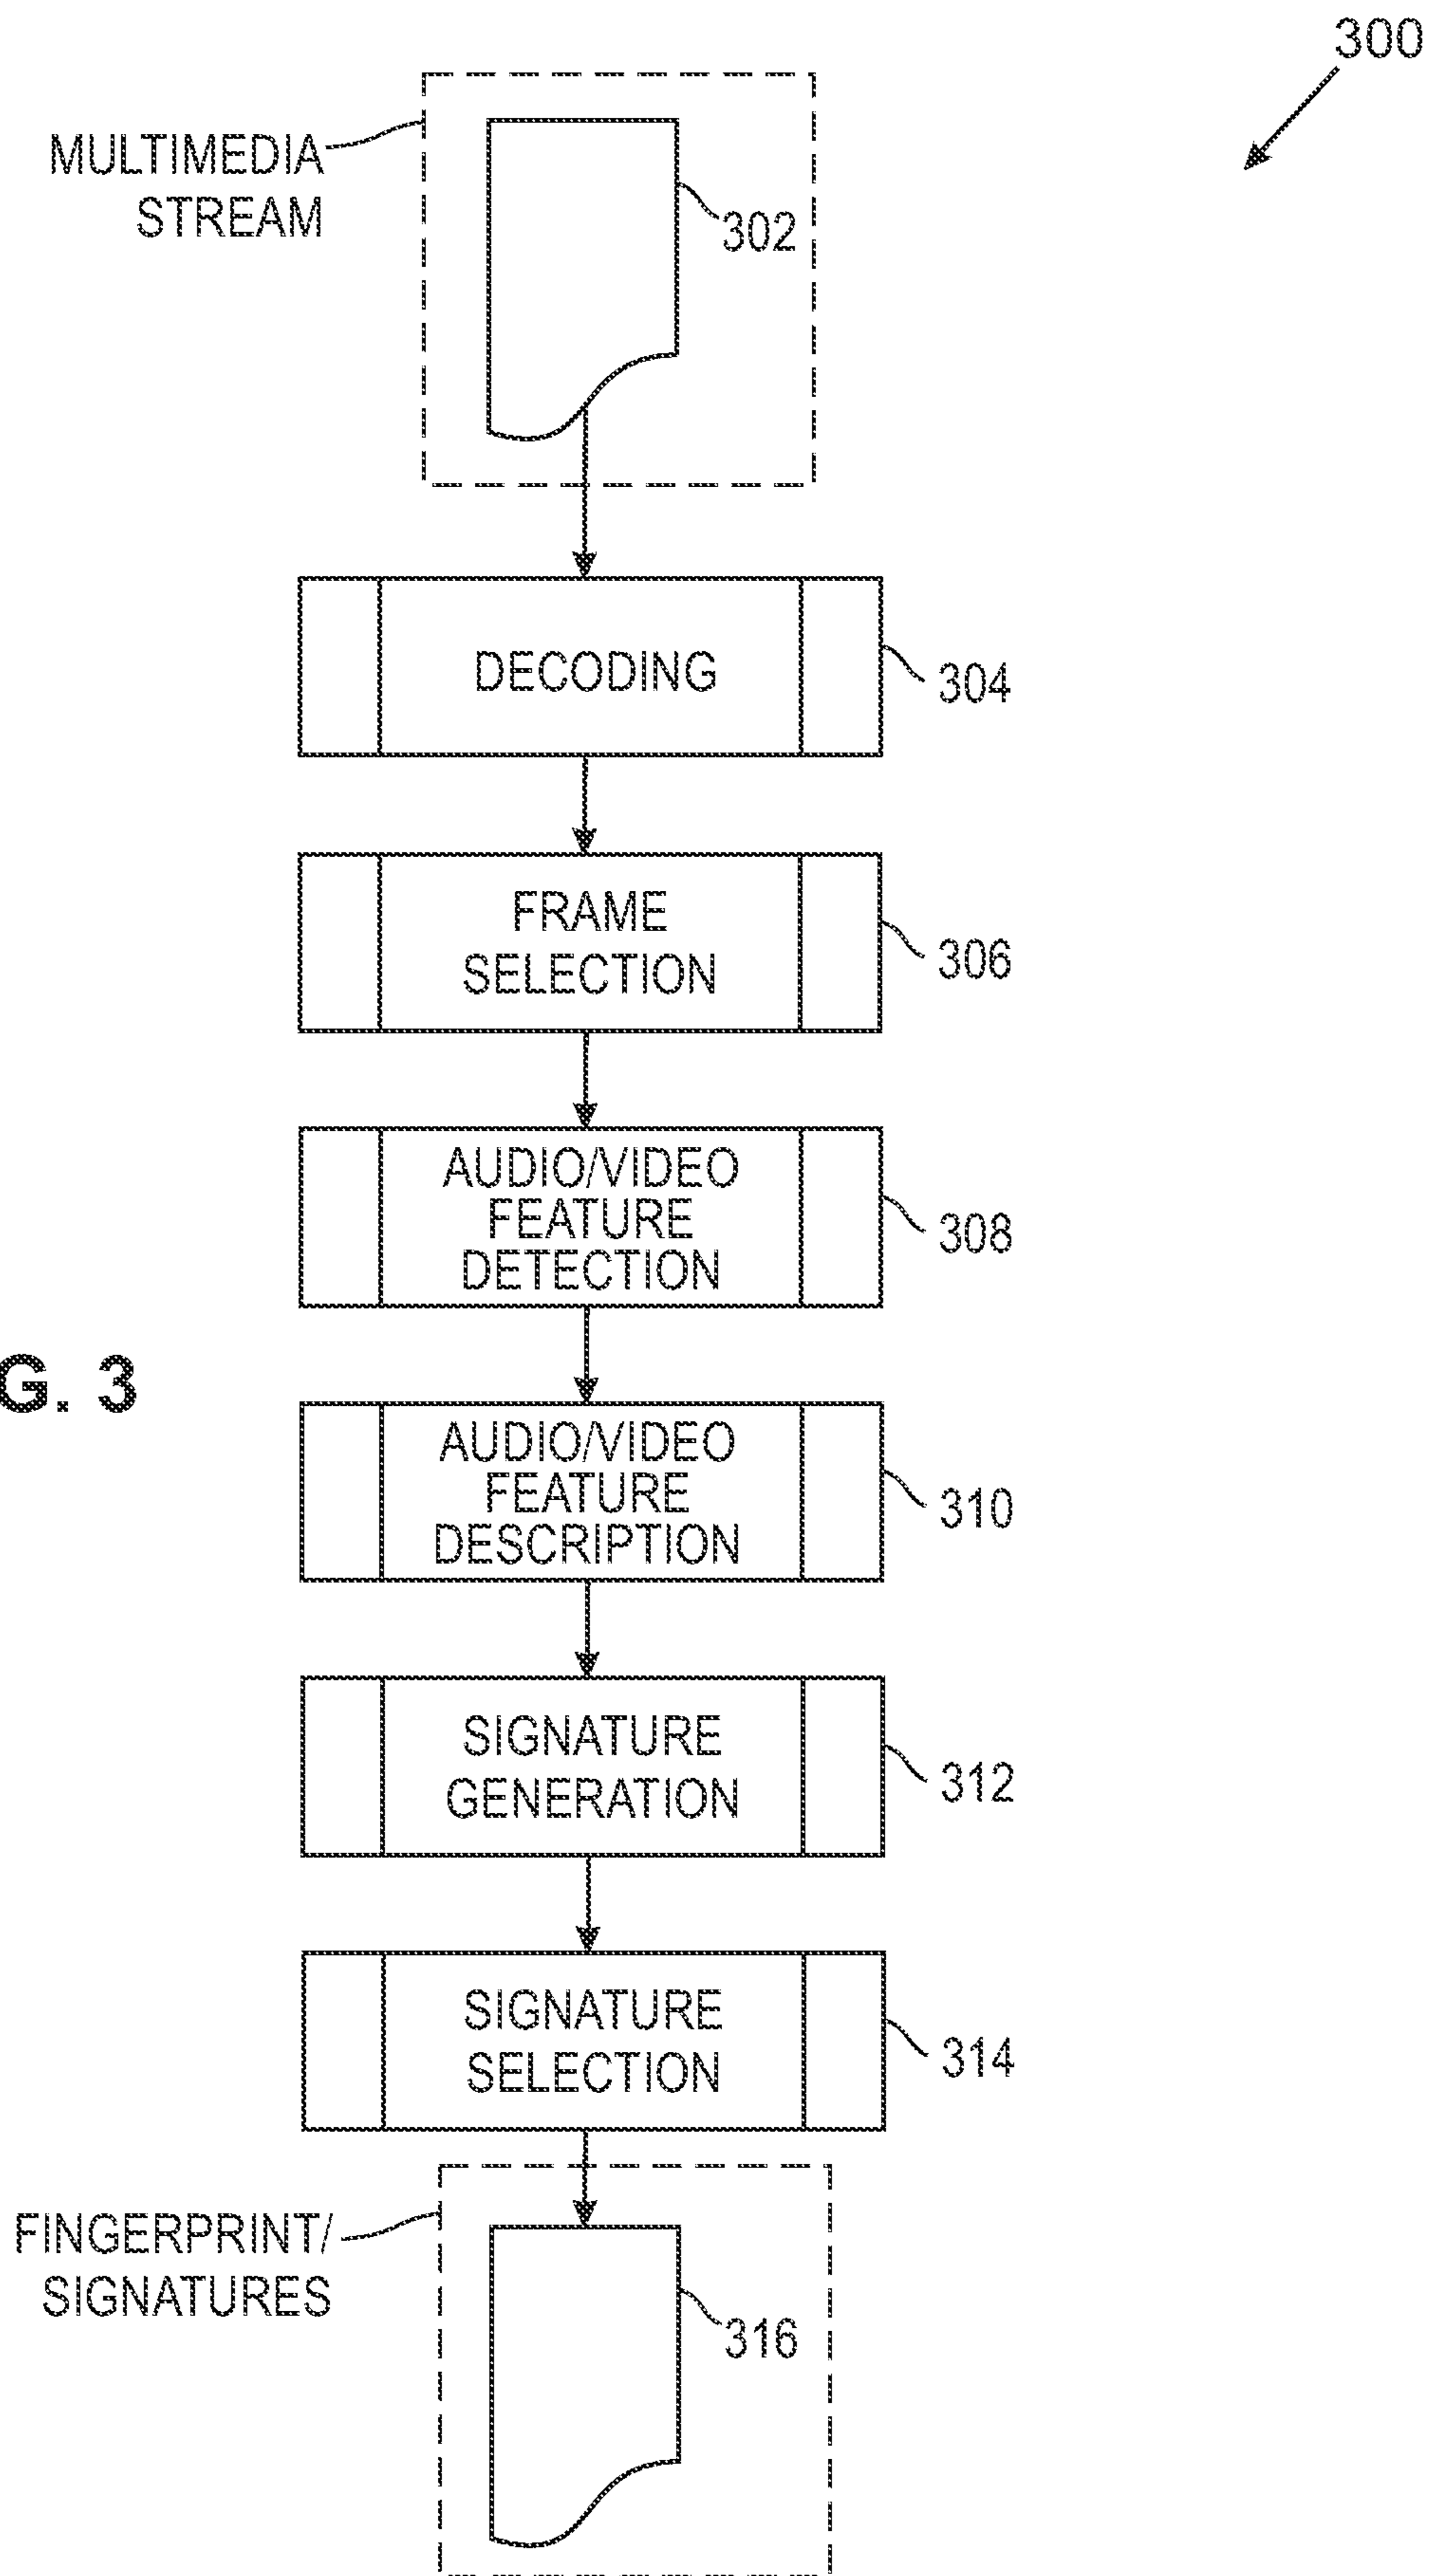 300
MULTIMEDIA
STREAM
302
DECODING
304
FRAME
SELECTION
306
AUDIO/VIDEO
FEATURE
DETECTION
308
G. 3
AUDIO/VIDEO
FEATURE
DESCRIPTION
310
SIGNATURE
GENERATION
312
SIGNATURE
SELECTION
314
FINGERPRINT/
SIGNATURES
316